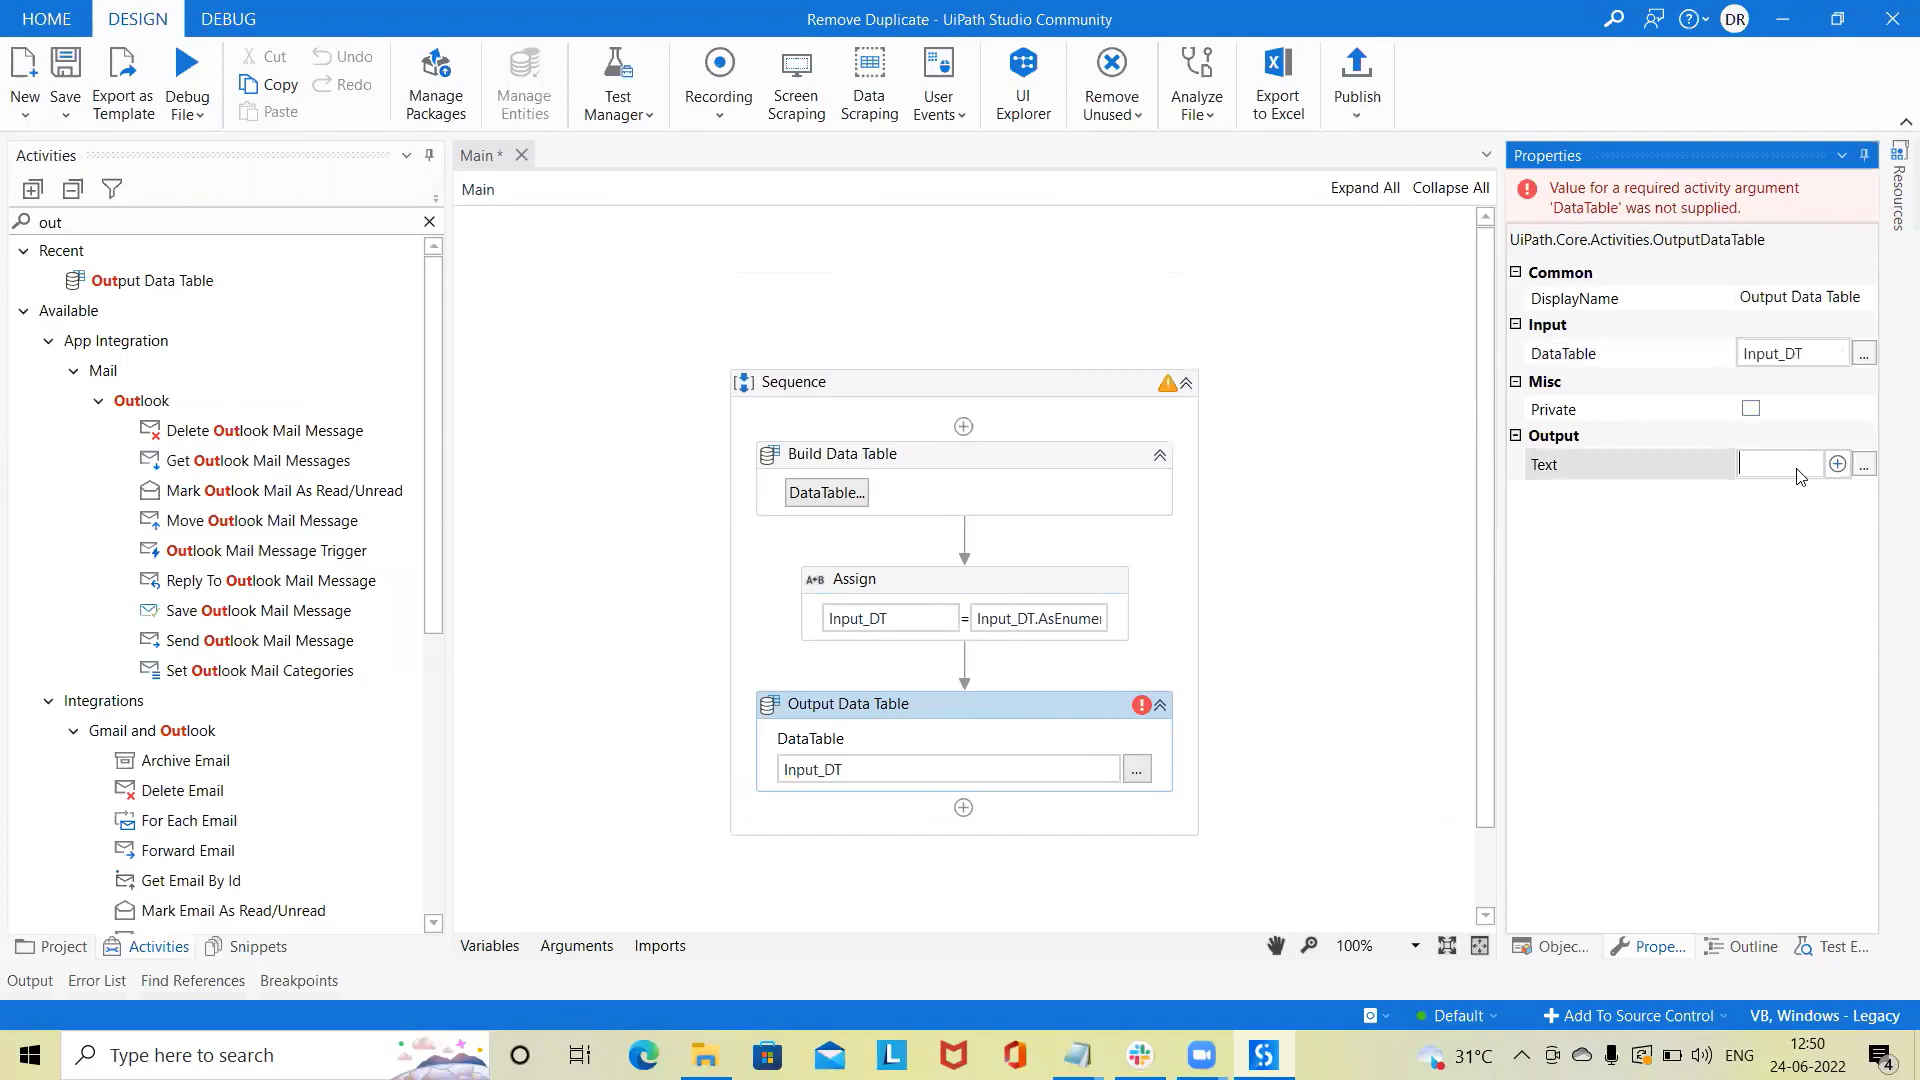 HOME
DESIGN
DEBUG
Remove Duplicate - UiPath Studio Community
DR
New
Save
Export as
Template
Debug
File
Cut
Copy
Paste
Undo
Redo
Manage
Packages
Manage
Entities
Test
Manager
Recording
Screen
Scraping
Data
Scraping
User
Events
UI
Explorer
Remove
Unused
Analyze
File
Export
to Excel
Publish
Activities
out
Recent
Output Data Table
Available
App Integration
Mail
Outlook
Delete Outlook Mail Message
Get Outlook Mail Messages
Mark Outlook Mail As Read/Unread
Move Outlook Mail Message
Outlook Mail Message Trigger
Reply To Outlook Mail Message
Save Outlook Mail Message
Send Outlook Mail Message
Set Outlook Mail Categories
Integrations
Gmail and Outlook
Archive Email
Delete Email
For Each Email
Forward Email
Get Email By Id
Mark Email As Read/Unread
Project
Activities
Snippets
Main *
Main
Expand All
Collapse All
Sequence
Build Data Table
DataTable...
A+B Assign
Input_DT
=
Input_DT.AsEnumer
Output Data Table
DataTable
Input_DT
...
Variables
Arguments
Imports
100%
Properties
Value for a required activity argument
'DataTable' was not supplied.
UiPath.Core.Activities.OutputDataTable
Common
DisplayName
Output Data Table
Input
DataTable
Input_DT
...
Misc
Private
Output
Text
...
Resources
Objec...
Prope...
Outline
Test E...
Output
Error List
Find References
Breakpoints
Default
Add To Source Control
VB, Windows - Legacy
Type here to search
31°C
ENG
12:50
24-06-2022
4